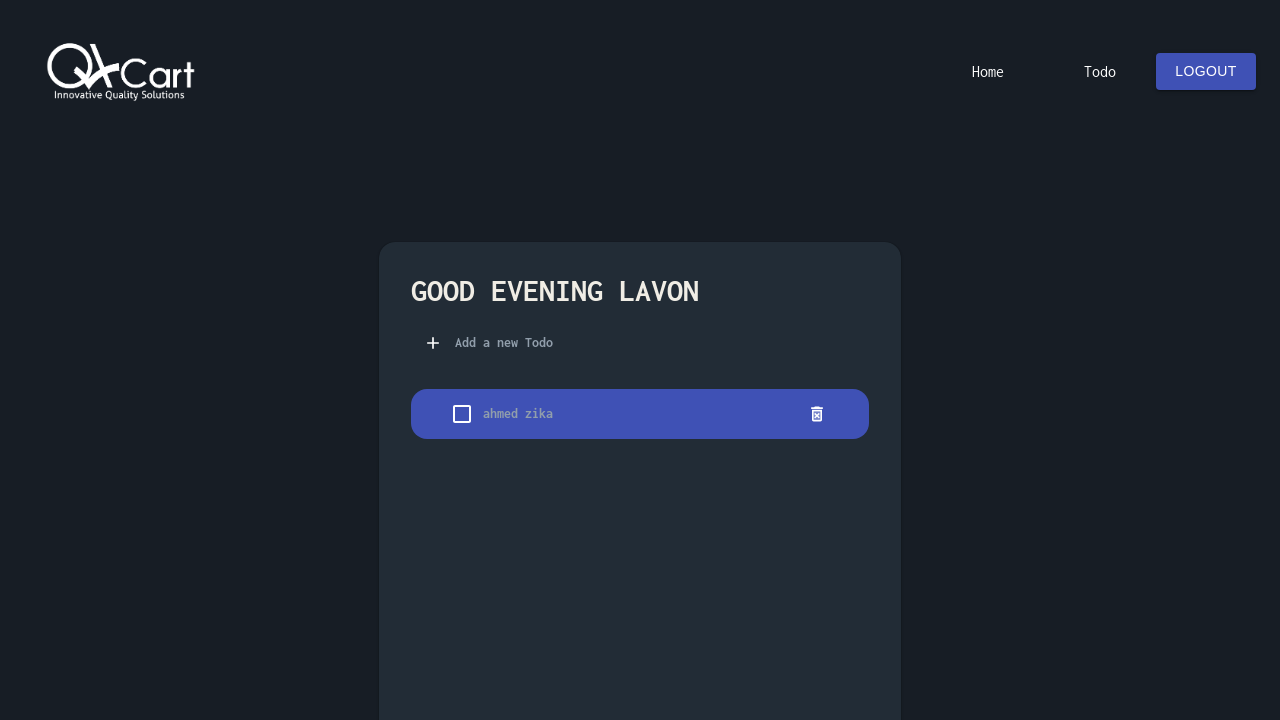 QACart
Innovative Quality Solutions
Home
Todo
LOGOUT
GOOD EVENING LAVON
Add a new Todo
ahmed zika